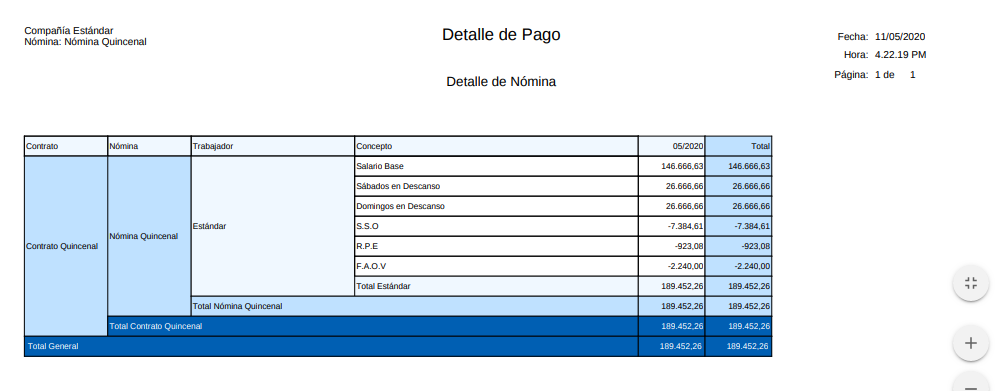 Compañía Estándar
Nómina: Nómina Quincenal
Detalle de Pago
Detalle de Nómina
Fecha: 11/05/2020
Hora: 4.22.19 PM
Página: 1 de 1
Contrato Nómina Trabajador Concepto 05/2020 Total
Salario Base 146.666,63 146.666,63
Sábados en Descanso 26.666,66 26.666,66
Domingos en Descanso 26.666,66 26.666,66
Estándar S.S.O -7.384,61 -7.384,61
Contrato Quincenal Nómina Quincenal R.P.E -923,08 -923,08
F.A.O.V -2.240,00 -2.240,00
Total Estándar 189.452,26 189.452,26
Total Nómina Quincenal 189.452,26 189.452,26
Total Contrato Quincenal 189.452,26 189.452,26
Total General 189.452,26 189.452,26